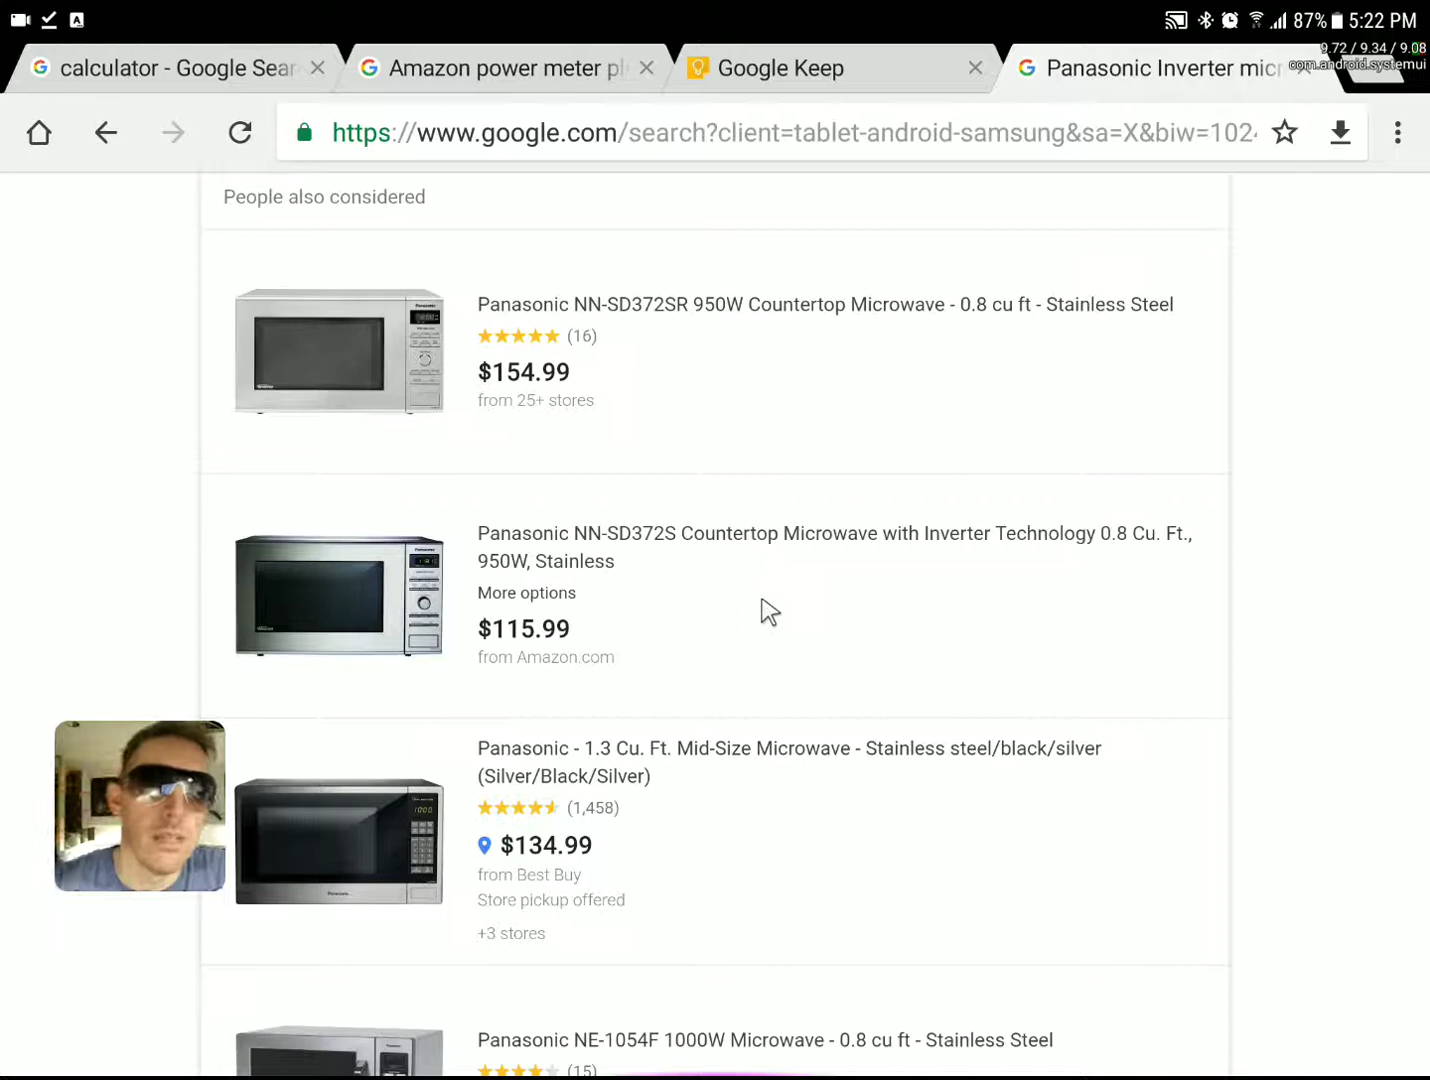 87% 5:22 PM
9.72 / 9.34 / 9.08
com.android.systemui
calculator - Google Sear
Amazon power meter pl
Google Keep
Panasonic Inverter micr
https://www.google.com/search?client=tablet-android-samsung&sa=X&biw=1024
People also considered
Panasonic NN-SD372SR 950W Countertop Microwave - 0.8 cu ft - Stainless Steel
(16)
$154.99
from 25+ stores
Panasonic NN-SD372S Countertop Microwave with Inverter Technology 0.8 Cu. Ft.,
950W, Stainless
More options
$115.99
from Amazon.com
Panasonic - 1.3 Cu. Ft. Mid-Size Microwave - Stainless steel/black/silver
(Silver/Black/Silver)
(1,458)
$134.99
from Best Buy
Store pickup offered
+3 stores
Panasonic NE-1054F 1000W Microwave - 0.8 cu ft - Stainless Steel
(15)